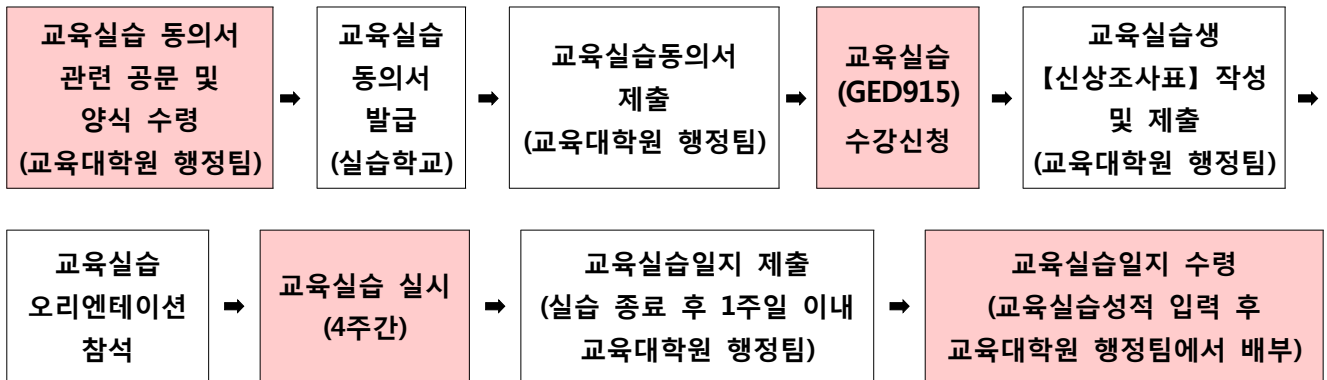 교육실습 동의서
관련 공문 및
양식 수령
(교육대학원 행정팀)
➡
교육실습
동의서
발급
(실습학교)
➡
교육실습동의서
제출
(교육대학원 행정팀)
➡
교육실습
(GED915)
수강신청
➡
교육실습생
【신상조사표】 작성
및 제출
(교육대학원 행정팀)
➡
교육실습
오리엔테이션
참석
➡
교육실습 실시
(4주간)
➡
교육실습일지 제출
(실습 종료 후 1주일 이내
교육대학원 행정팀)
➡
교육실습일지 수령
(교육실습성적 입력 후
교육대학원 행정팀에서 배부)